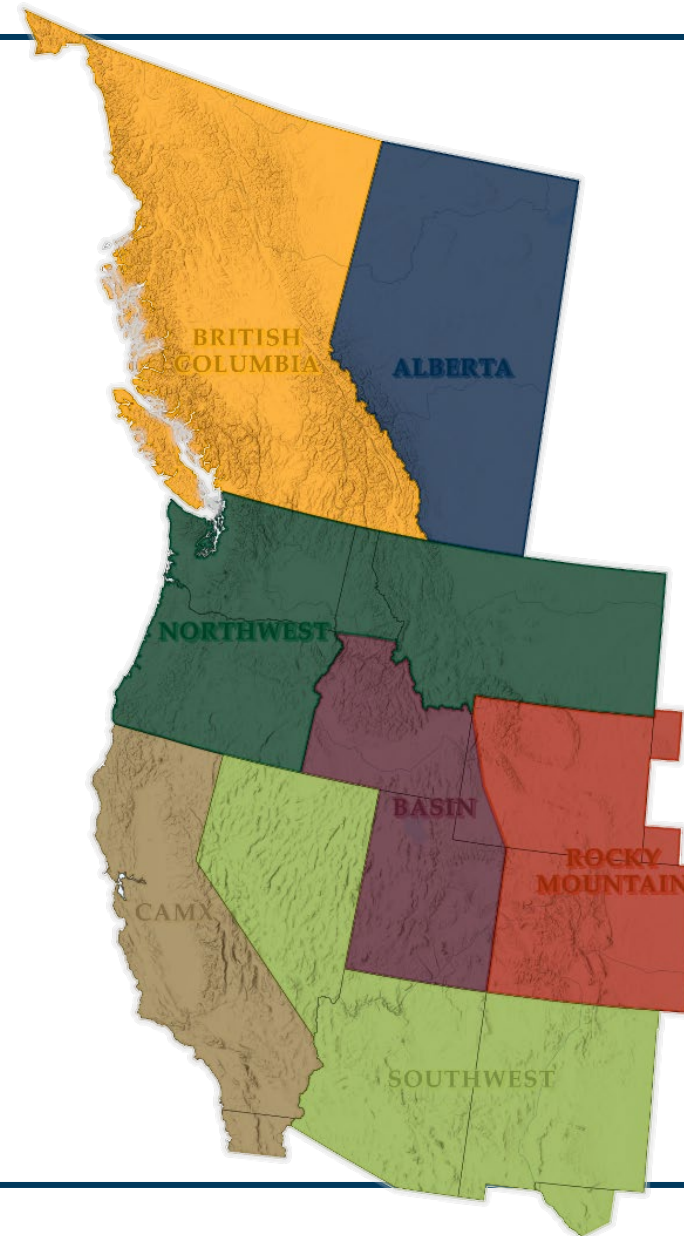 BRITISH
COLUMBIA
ALBERTA
NORTHWEST
BASIN
ROCKY
MOUNTAIN
CAMX
SOUTHWEST